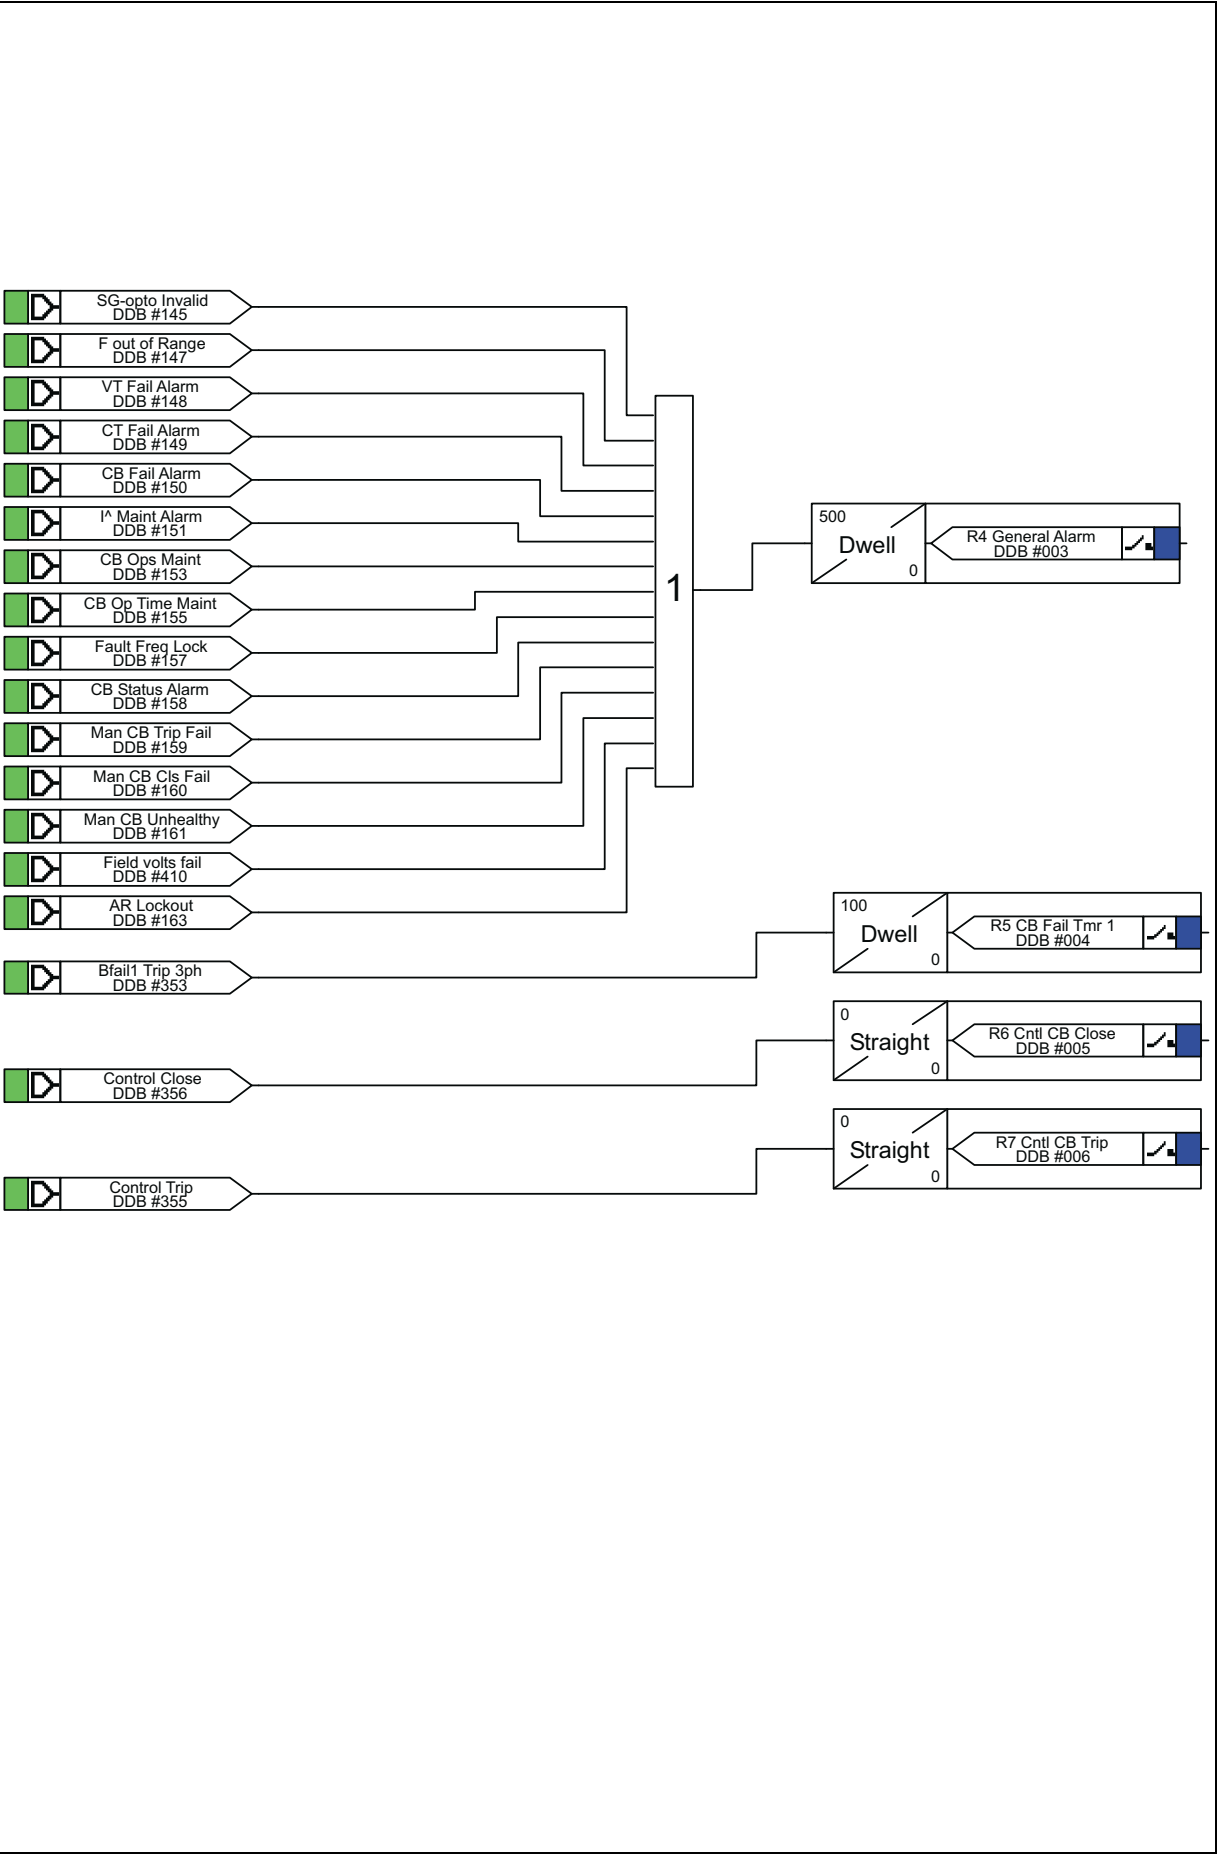 SG-opto Invalid
DDB #145
F out of Range
DDB #147
VT Fail Alarm
DDB #148
CT Fail Alarm
DDB #149
CB Fail Alarm
DDB #150
I^ Maint Alarm
DDB #151
CB Ops Maint
DDB #153
CB Op Time Maint
DDB #155
Fault Freq Lock
DDB #157
CB Status Alarm
DDB #158
Man CB Trip Fail
DDB #159
Man CB Cls Fail
DDB #160
Man CB Unhealthy
DDB #161
Field volts fail
DDB #410
AR Lockout
DDB #163
1
500
Dwell
0
R4 General Alarm
DDB #003
Bfail1 Trip 3ph
DDB #353
100
Dwell
0
R5 CB Fail Tmr 1
DDB #004
Control Close
DDB #356
0
Straight
0
R6 Cntl CB Close
DDB #005
Control Trip
DDB #355
0
Straight
0
R7 Cntl CB Trip
DDB #006